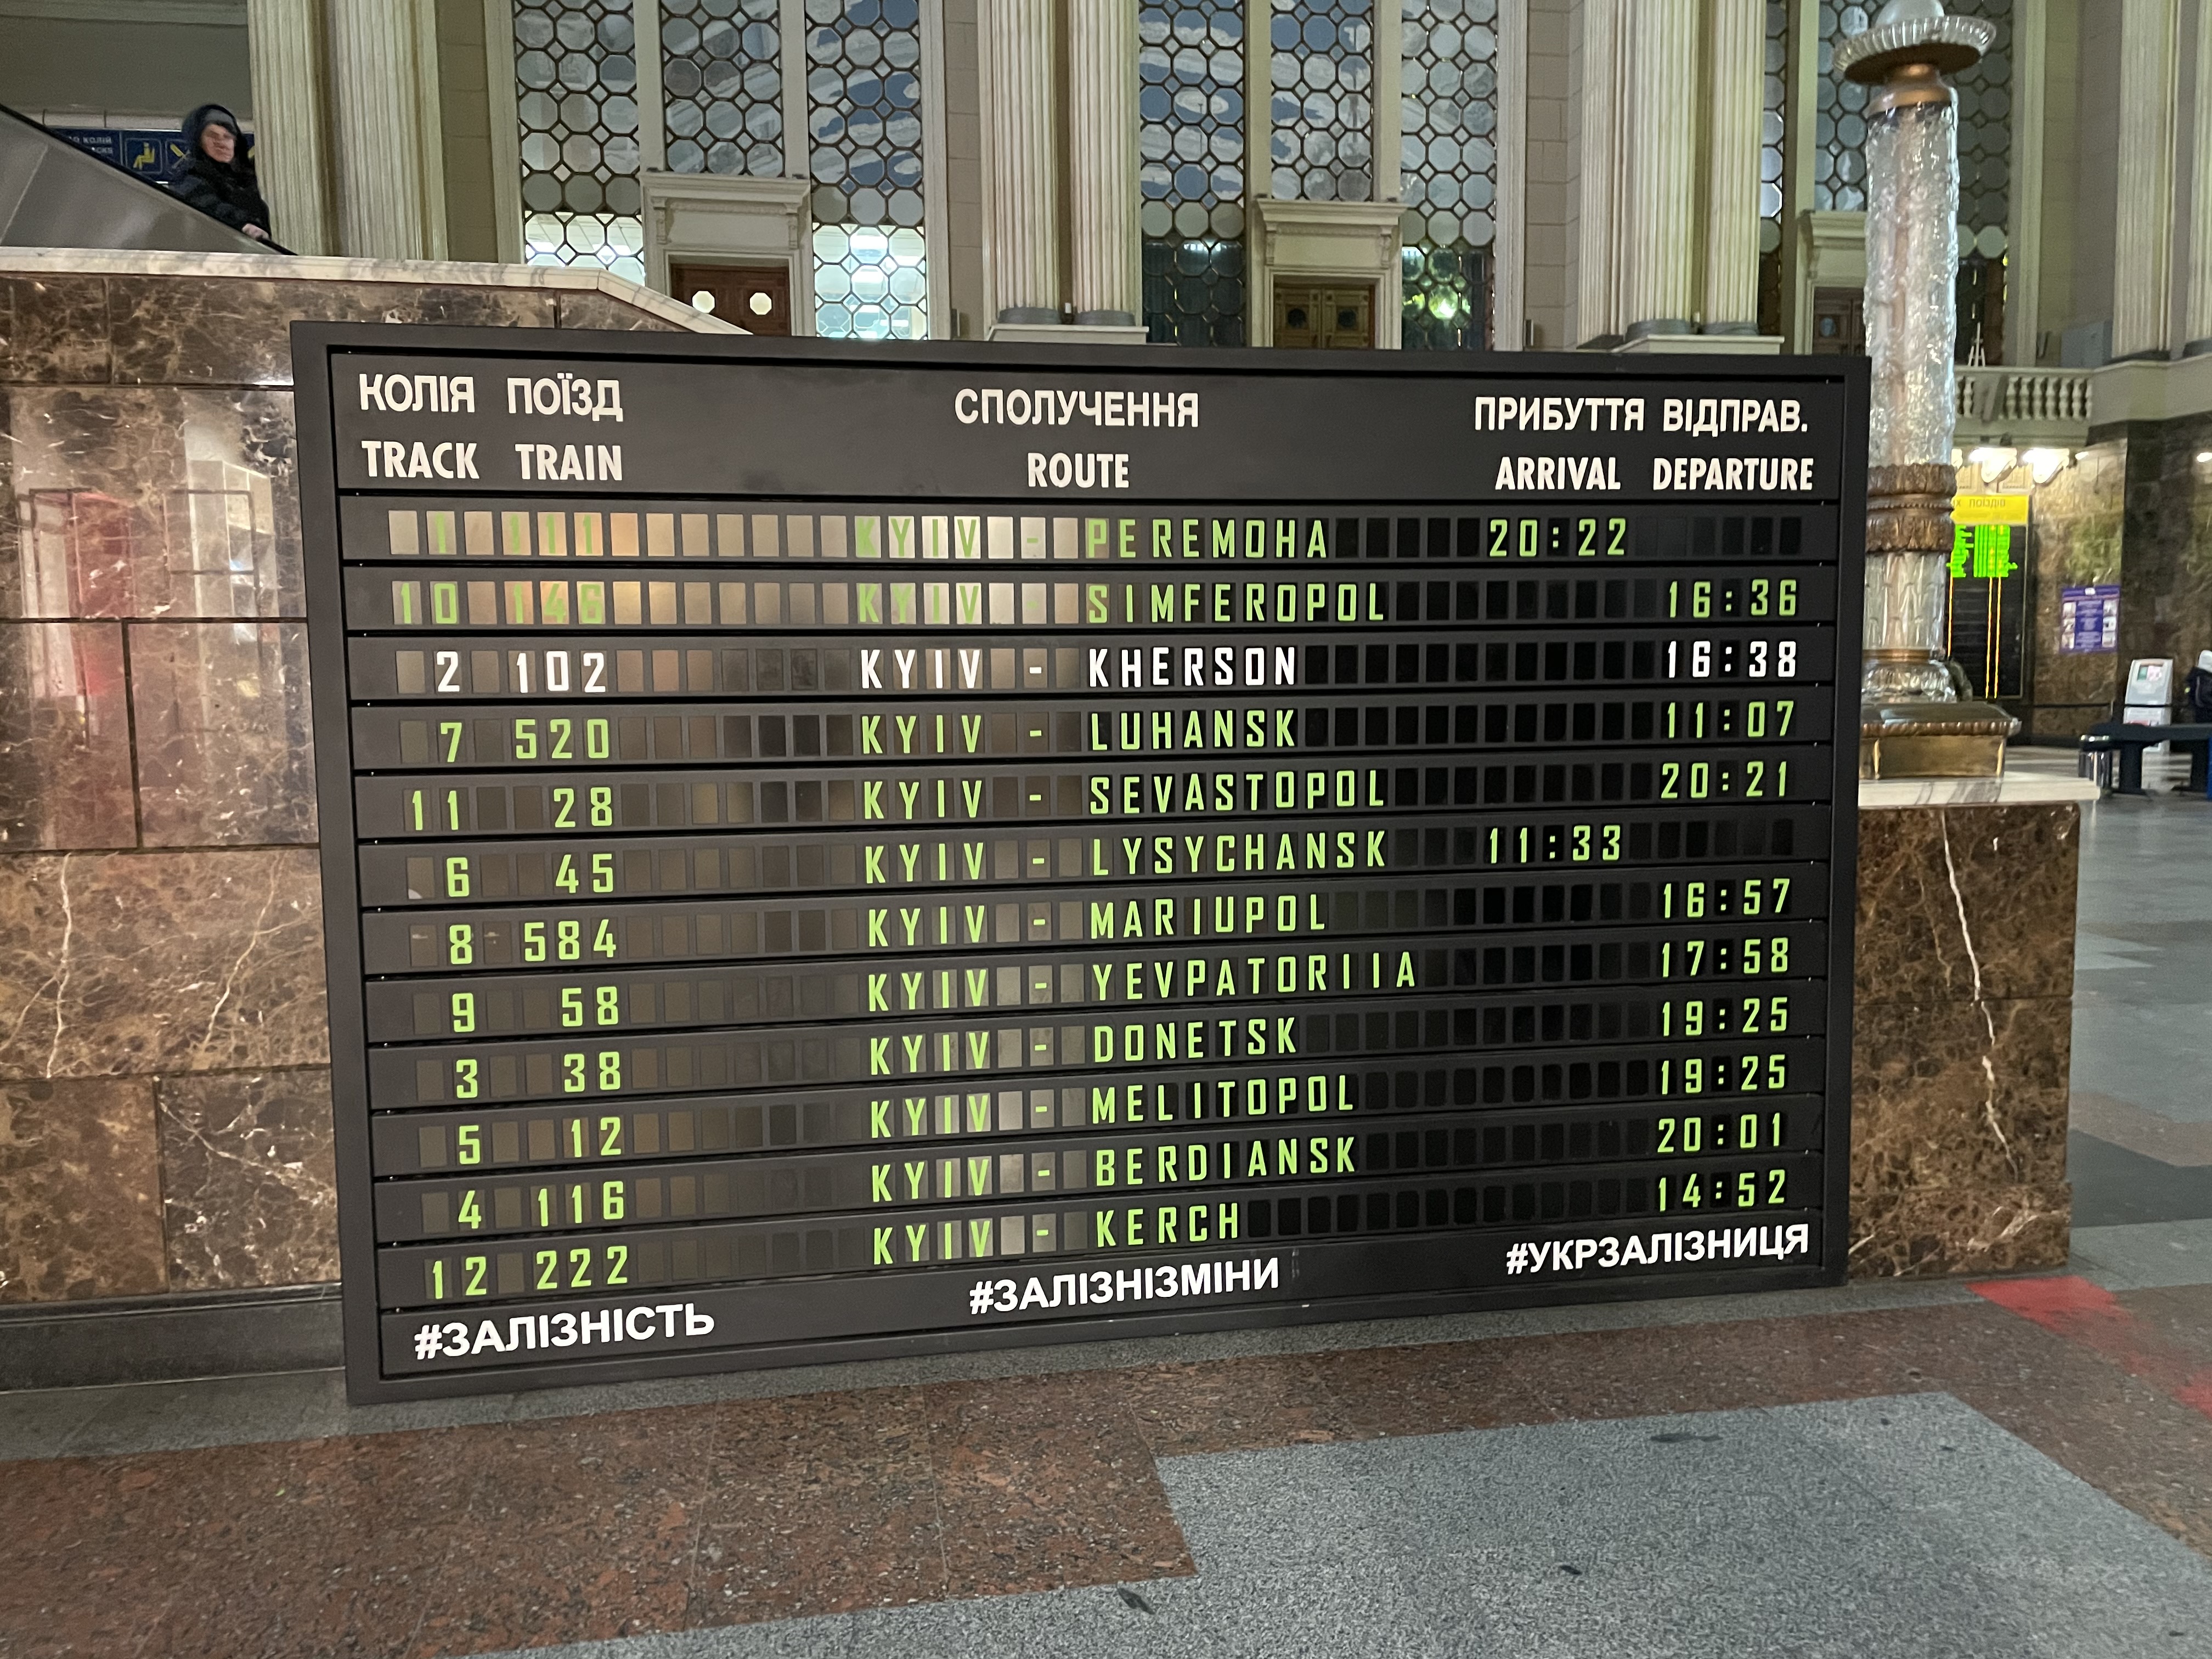 КОЛІЯ ПОЇЗД СПОЛУЧЕННЯ ПРИБУТТЯ ВІДПРАВ.
TRACK TRAIN ROUTE ARRIVAL DEPARTURE
1 111 KYIV - PEREMOHA 20:22
10 146 KYIV - SIMFEROPOL 16:36
2 102 KYIV - KHERSON 16:38
7 520 KYIV - LUHANSK 11:07
11 28 KYIV - SEVASTOPOL 20:21
6 45 KYIV - LYSYCHANSK 11:33
8 584 KYIV - MARIUPOL 16:57
9 58 KYIV - YEVPATORIIA 17:58
3 38 KYIV - DONETSK 19:25
5 12 KYIV - MELITOPOL 19:25
4 116 KYIV - BERDIANSK 20:01
12 222 KYIV - KERCH 14:52
#ЗАЛІЗНІСТЬ #ЗАЛІЗНІЗМІНИ #УКРЗАЛІЗНИЦЯ